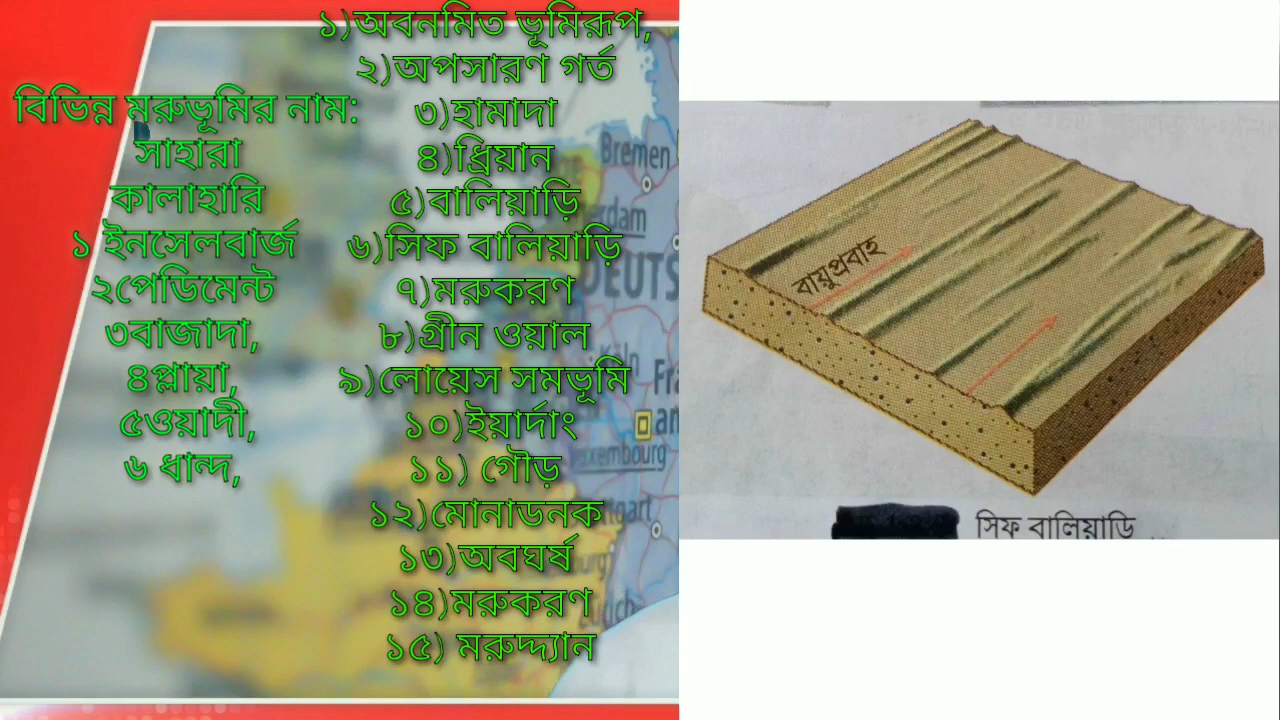 বিভিন্ন মরুভূমির নাম:
সাহারা
কালাহারি
১ ইনসেলবার্জ
২পেডিমেন্ট
৩বাজাদা,
৪প্লায়া,
৫ওয়াদী,
৬ ধান্দ,
১)অবনমিত ভূমিরূপ,
২)অপসারণ গর্ত
৩)হামাদা
৪)ধ্রিয়ান
৫)বালিয়াড়ি
৬)সিফ বালিয়াড়ি
৭)মরুকরণ
৮)গ্রীন ওয়াল
৯)লোয়েস সমভূমি
১০)ইয়ার্দাং
১১) গৌড়
১২)মোনাডনক
১৩)অবঘর্ষ
১৪)মরুকরণ
১৫) মরুদ্দ্যান
Bremen
DEUTS
Köln
বায়ুপ্রবাহ
সিফ বালিয়াডি